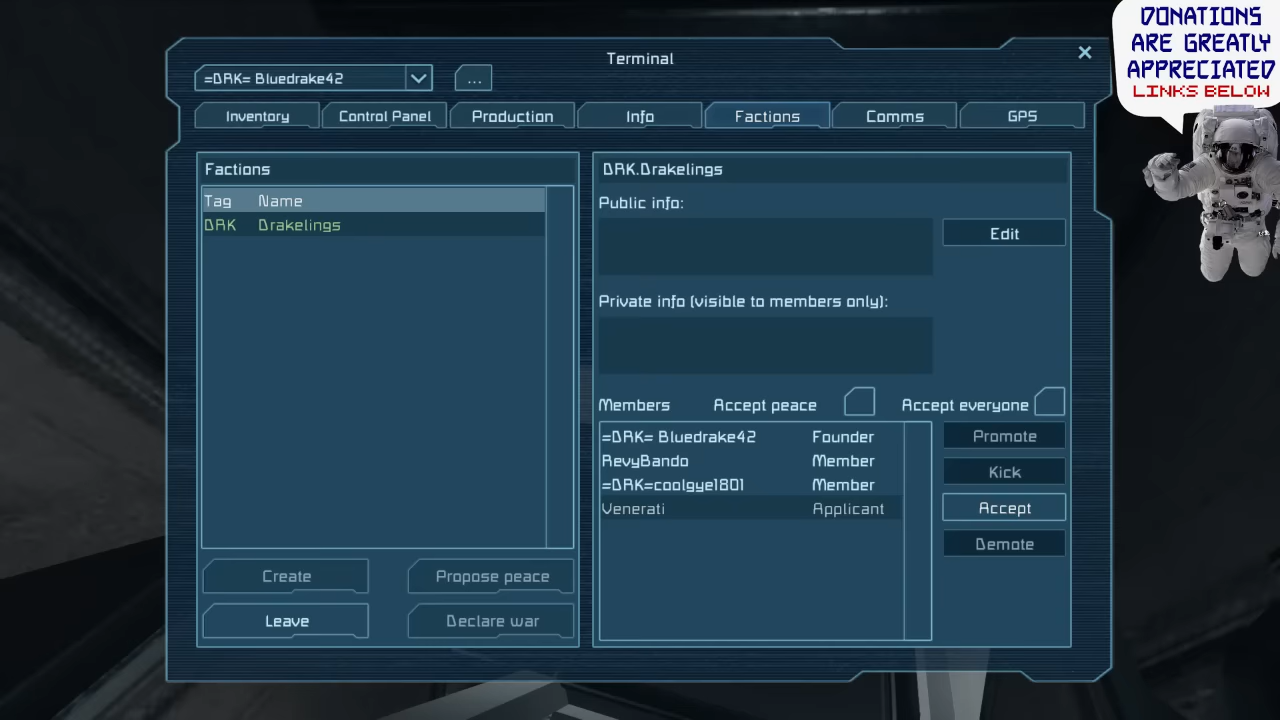 DONATIONS
ARE GREATLY
APPRECIATED
LINKS BELOW
Terminal
=DRK= Bluedrake42
...
Inventory
Control Panel
Production
Info
Factions
Comms
GPS
Factions
Tag Name
DRK Drakelings
Create
Propose peace
Leave
Declare war
DRK.Drakelings
Public info:
Edit
Private info (visible to members only):
Members Accept peace Accept everyone
=DRK= Bluedrake42 Founder
RevyBando Member
=DRK=coolgye1801 Member
Venerati Applicant
Promote
Kick
Accept
Demote